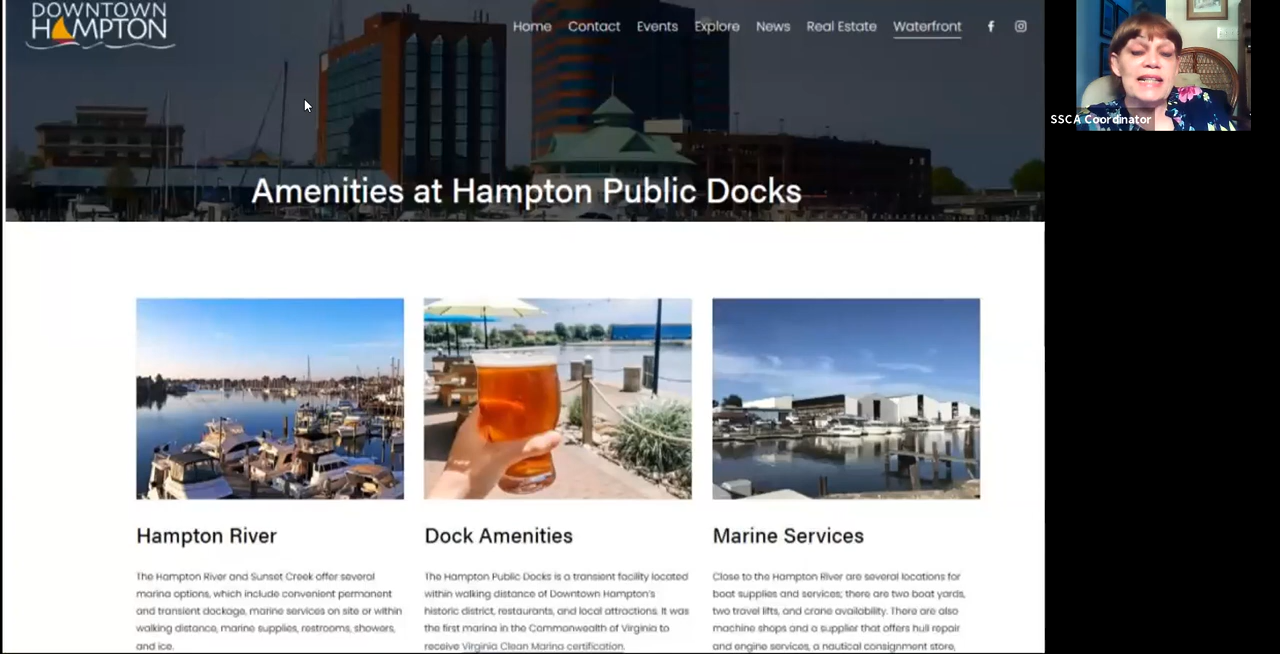 DOWNTOWN
HAMPTON
Home Contact Events Explore News Real Estate Waterfront
SSCA Coordinator
Amenities at Hampton Public Docks
Hampton River
The Hampton River and Sunset Creek offer several
marina options, which include convenient permanent
and transient dockage, marine services on site or within
walking distance, marine supplies, restrooms, showers,
and ice.
Dock Amenities
The Hampton Public Docks is a transient facility located
within walking distance of Downtown Hampton's
historic district, restaurants, and local attractions. It was
the first marina in the Commonwealth of Virginia to
receive Virginia Clean Marina certification.
Marine Services
Close to the Hampton River are several locations for
boat supplies and services; there are two boat yards,
two travel lifts, and crane availability. There are also
machine shops and a supplier that offers hull repair
and engine services, a nautical consignment store,